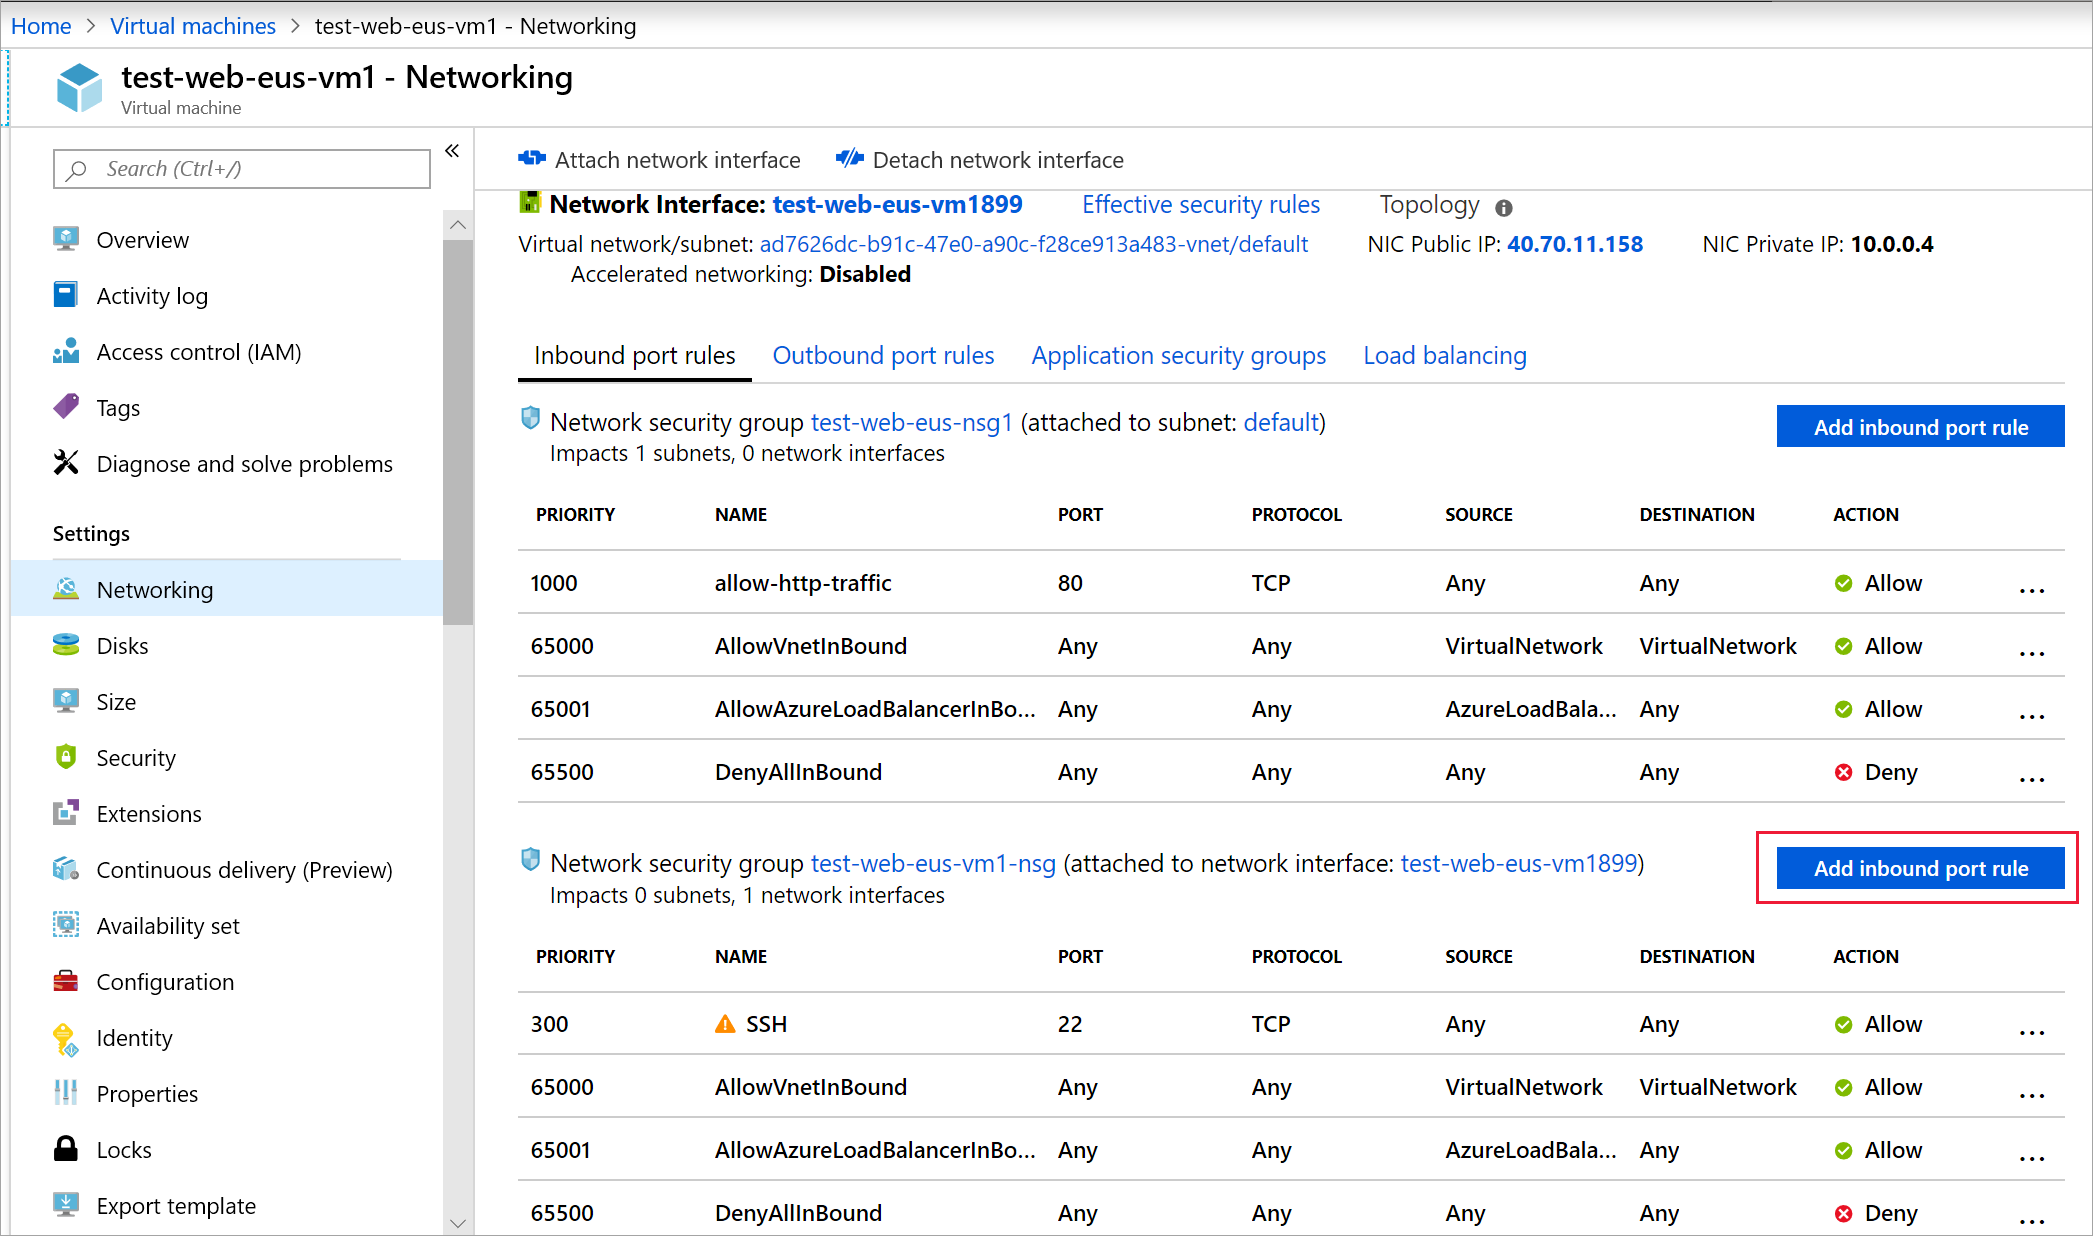 Home > Virtual machines > test-web-eus-vm1 - Networking
test-web-eus-vm1 - Networking
Virtual machine
Search (Ctrl+/)
«
Overview
Activity log
Access control (IAM)
Tags
Diagnose and solve problems
Settings
Networking
Disks
Size
Security
Extensions
Continuous delivery (Preview)
Availability set
Configuration
Identity
Properties
Locks
Export template
Attach network interface Detach network interface
Network Interface: test-web-eus-vm1899 Effective security rules Topology
Virtual network/subnet: ad7626dc-b91c-47e0-a90c-f28ce913a483-vnet/default NIC Public IP: 40.70.11.158 NIC Private IP: 10.0.0.4
Accelerated networking: Disabled
Inbound port rules Outbound port rules Application security groups Load balancing
Network security group test-web-eus-nsg1 (attached to subnet: default) Add inbound port rule
Impacts 1 subnets, 0 network interfaces
PRIORITY NAME PORT PROTOCOL SOURCE DESTINATION ACTION
1000 allow-http-traffic 80 TCP Any Any Allow ...
65000 AllowVnetInBound Any Any VirtualNetwork VirtualNetwork Allow ...
65001 AllowAzureLoadBalancerInBo... Any Any AzureLoadBala... Any Allow ...
65500 DenyAllInBound Any Any Any Any Deny ...
Network security group test-web-eus-vm1-nsg (attached to network interface: test-web-eus-vm1899) Add inbound port rule
Impacts 0 subnets, 1 network interfaces
PRIORITY NAME PORT PROTOCOL SOURCE DESTINATION ACTION
300 SSH 22 TCP Any Any Allow ...
65000 AllowVnetInBound Any Any VirtualNetwork VirtualNetwork Allow ...
65001 AllowAzureLoadBalancerInBo... Any Any AzureLoadBala... Any Allow ...
65500 DenyAllInBound Any Any Any Any Deny ...